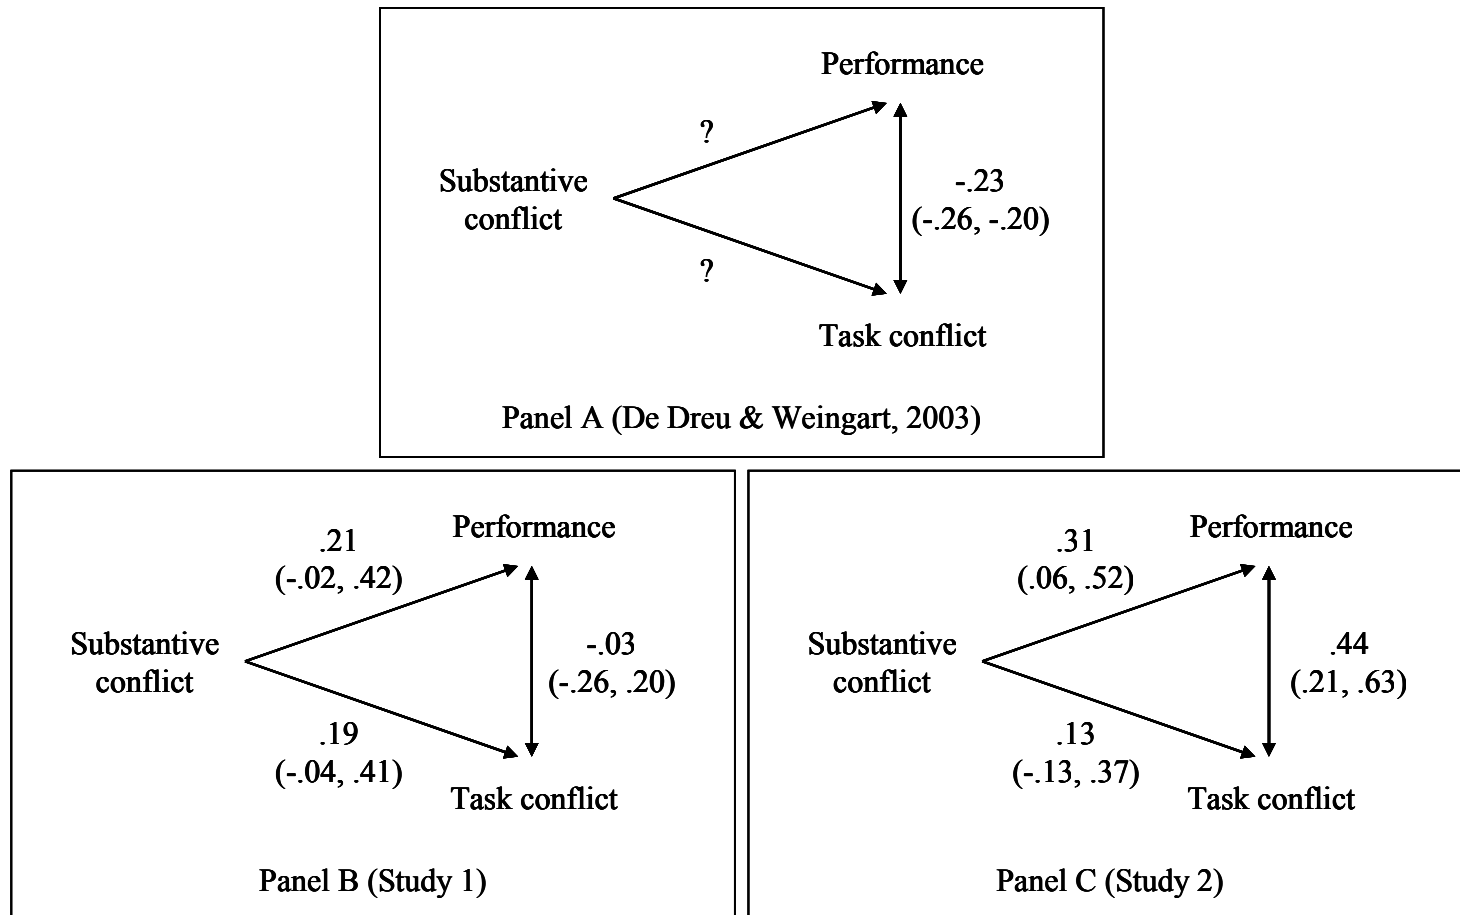 Performance
?
Substantive
conflict
-.23
(-.26, -.20)
?
Task conflict
Panel A (De Dreu & Weingart, 2003)
.21
(-.02, .42)
Performance
Substantive
conflict
-.03
(-.26, .20)
.19
(-.04, .41)
Task conflict
Panel B (Study 1)
.31
(.06, .52)
Performance
Substantive
conflict
.44
(.21, .63)
.13
(-.13, .37)
Task conflict
Panel C (Study 2)